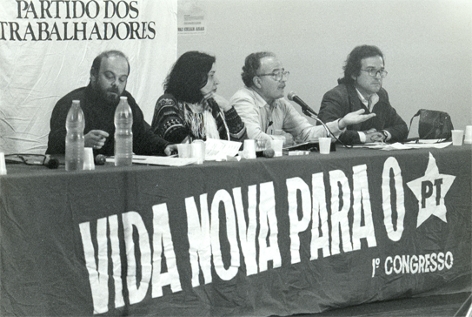 PARTIDO DOS
TRABALHADORES
VIDA NOVA PARA O PT
1º CONGRESSO